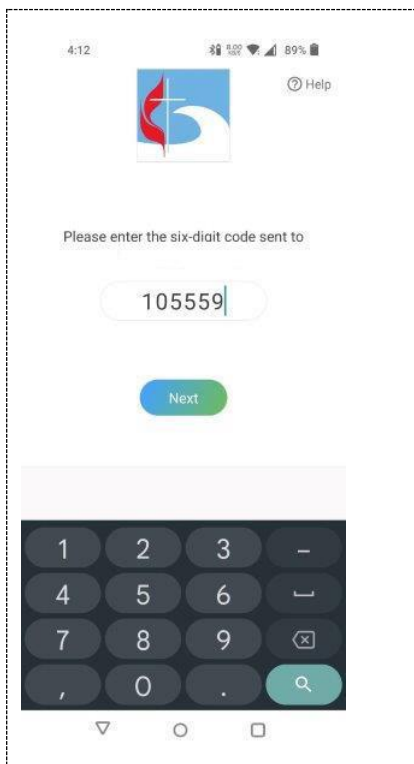 4:12 89%
Help
Please enter the six-digit code sent to
105559
Next
1 2 3 –
4 5 6
7 8 9
, 0 .